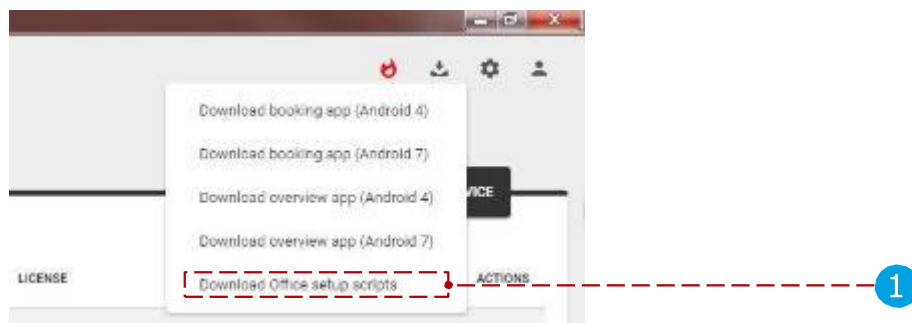 Download booking app (Android 4)
Download booking app (Android 7)
Download overview app (Android 4)
VICE
Download overview app (Android 7)
LICENSE
Download Office setup scripts
ACTIONS
1